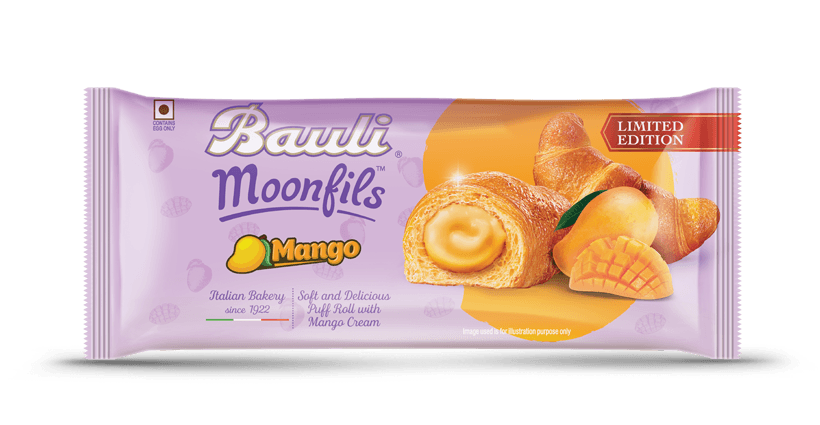 CONTAINS
EGG ONLY
Bauli®
Moonfils™
Mango
Italian Bakery
since 1922
Soft and Delicious
Puff Roll with
Mango Cream
LIMITED
EDITION
Image used is for illustration purpose only